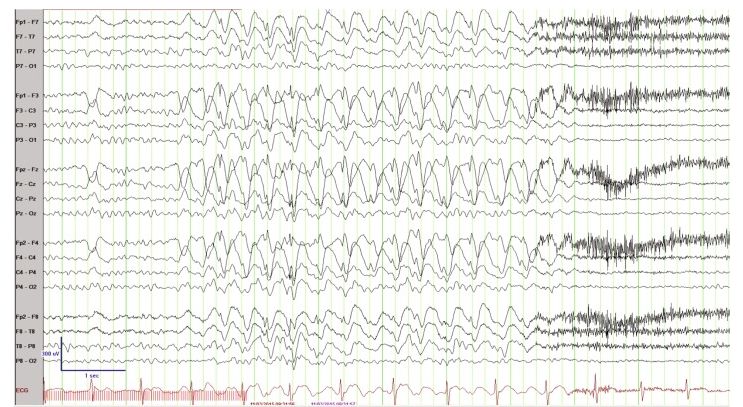 Fp1 - F7
F7 - T7
T7 - P7
P7 - O1
Fp1 - F3
F3 - C3
C3 - P3
P3 - O1
Fpz - Fz
Fz - Cz
Cz - Pz
Pz - Oz
Fp2 - F4
F4 - C4
C4 - P4
P4 - O2
Fp2 - F8
F8 - T8
T8 - P8
300 uV
P8 - O2
1 sec
ECG